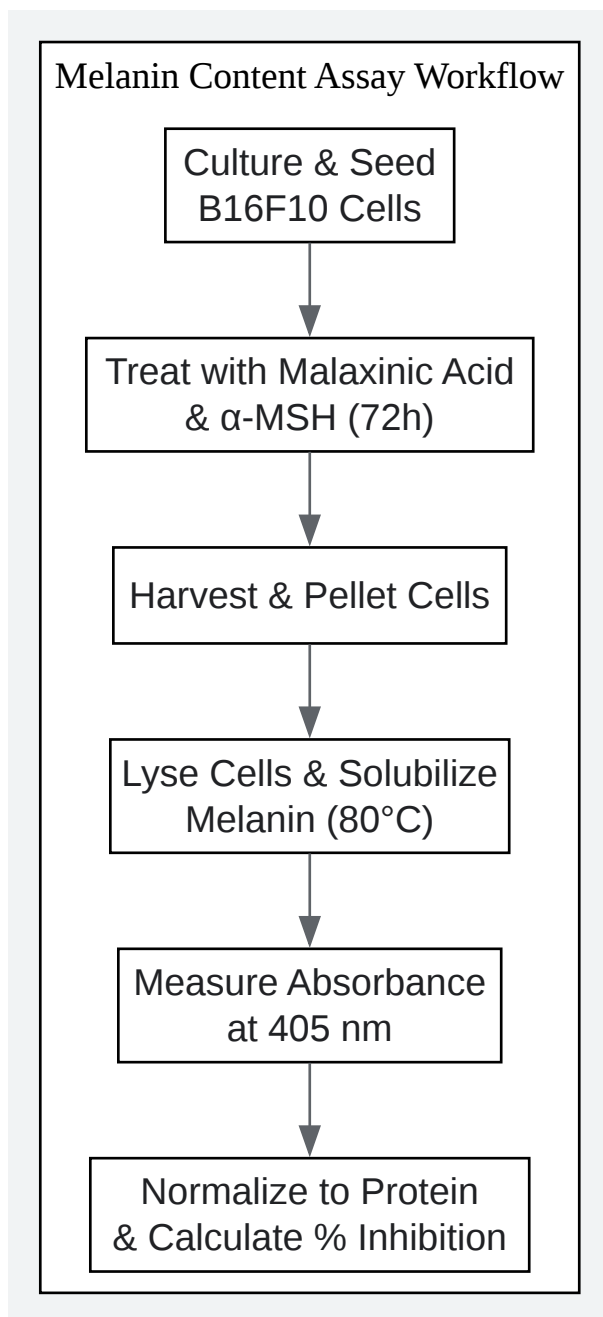 Melanin Content Assay Workflow
Culture & Seed
B16F10 Cells
Treat with Malaxinic Acid
& α-MSH (72h)
Harvest & Pellet Cells
Lyse Cells & Solubilize
Melanin (80°C)
Measure Absorbance
at 405 nm
Normalize to Protein
& Calculate % Inhibition